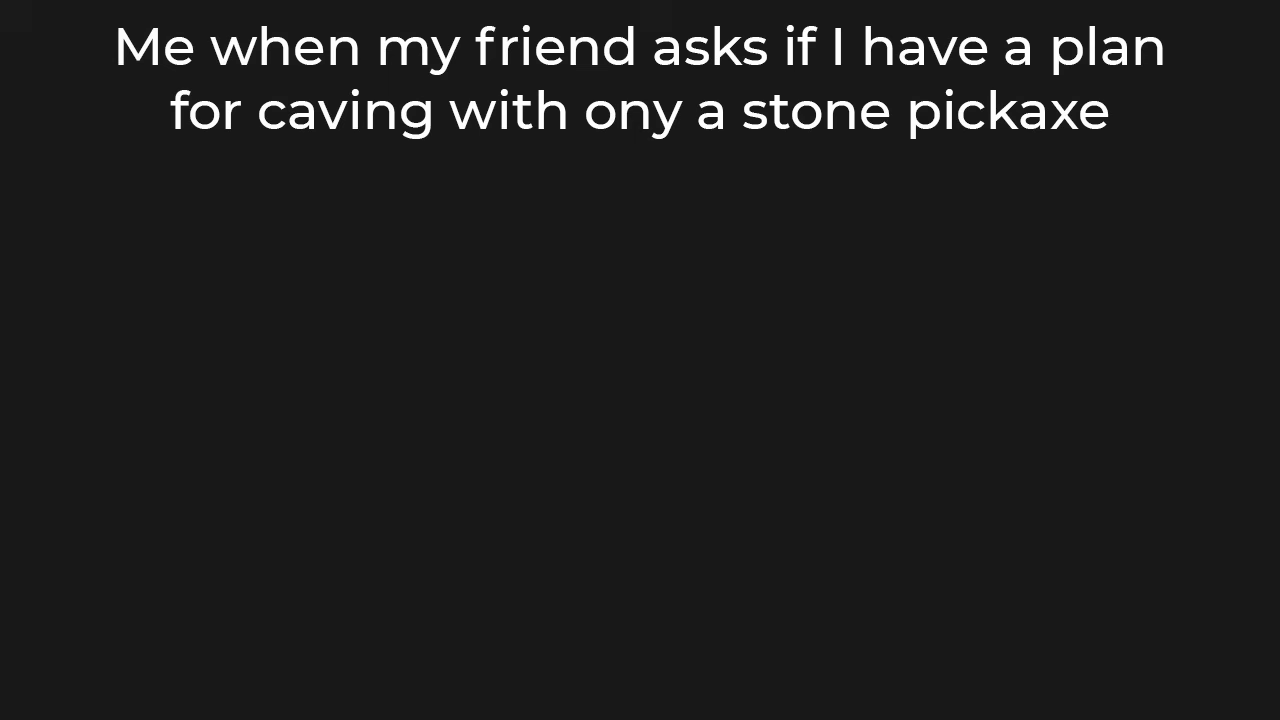 Me when my friend asks if I have a plan
for caving with ony a stone pickaxe